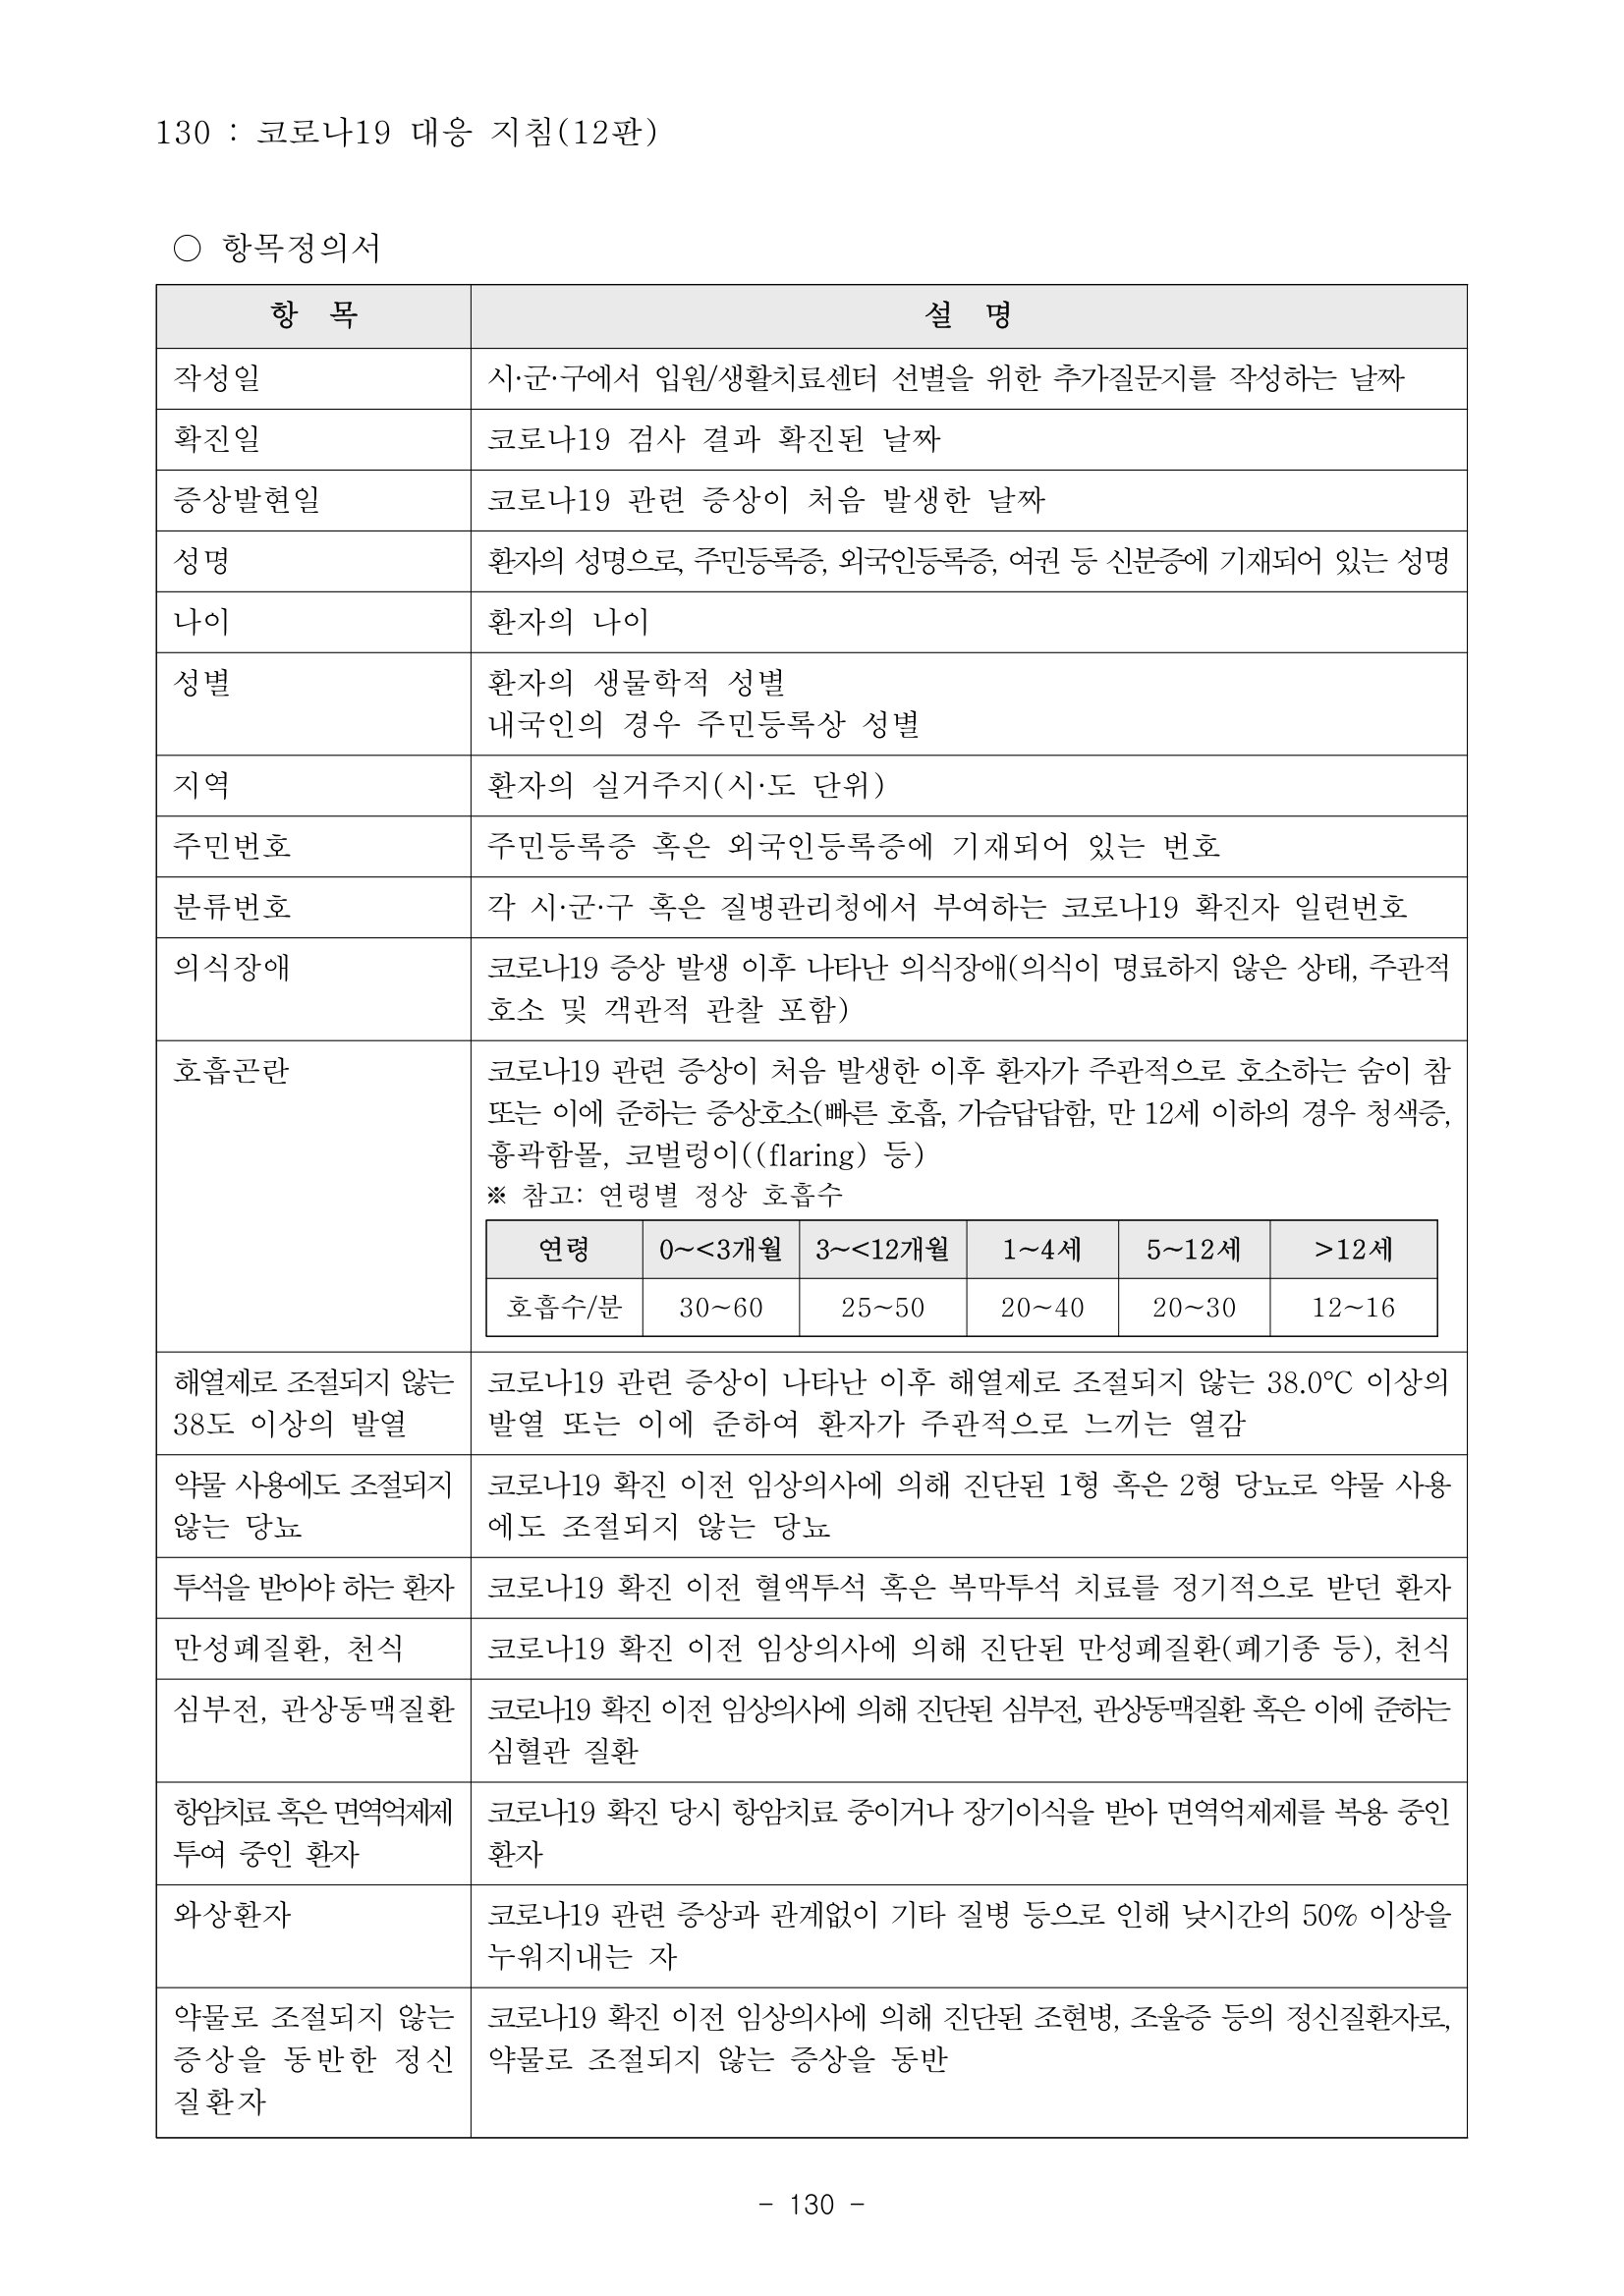 130 : 코로나19 대응 지침(12판)
○ 항목정의서
항 목 설 명
작성일 시·군·구에서 입원/생활치료센터 선별을 위한 추가질문지를 작성하는 날짜
확진일 코로나19 검사 결과 확진된 날짜
증상발현일 코로나19 관련 증상이 처음 발생한 날짜
성명 환자의 성명으로, 주민등록증, 외국인등록증, 여권 등 신분증에 기재되어 있는 성명
나이 환자의 나이
성별 환자의 생물학적 성별
내국인의 경우 주민등록상 성별
지역 환자의 실거주지(시·도 단위)
주민번호 주민등록증 혹은 외국인등록증에 기재되어 있는 번호
분류번호 각 시·군·구 혹은 질병관리청에서 부여하는 코로나19 확진자 일련번호
의식장애 코로나19 증상 발생 이후 나타난 의식장애(의식이 명료하지 않은 상태, 주관적
호소 및 객관적 관찰 포함)
호흡곤란 코로나19 관련 증상이 처음 발생한 이후 환자가 주관적으로 호소하는 숨이 참
또는 이에 준하는 증상호소(빠른 호흡, 가슴답답함, 만 12세 이하의 경우 청색증,
흉곽함몰, 코벌렁이((flaring) 등)
※ 참고: 연령별 정상 호흡수
연령 0~<3개월 3~<12개월 1~4세 5~12세 >12세
호흡수/분 30~60 25~50 20~40 20~30 12~16
해열제로 조절되지 않는 코로나19 관련 증상이 나타난 이후 해열제로 조절되지 않는 38.0℃ 이상의
38도 이상의 발열 발열 또는 이에 준하여 환자가 주관적으로 느끼는 열감
약물 사용에도 조절되지 코로나19 확진 이전 임상의사에 의해 진단된 1형 혹은 2형 당뇨로 약물 사용
않는 당뇨 에도 조절되지 않는 당뇨
투석을 받아야 하는 환자 코로나19 확진 이전 혈액투석 혹은 복막투석 치료를 정기적으로 받던 환자
만성폐질환, 천식 코로나19 확진 이전 임상의사에 의해 진단된 만성폐질환(폐기종 등), 천식
심부전, 관상동맥질환 코로나19 확진 이전 임상의사에 의해 진단된 심부전, 관상동맥질환 혹은 이에 준하는
심혈관 질환
항암치료 혹은 면역억제제 코로나19 확진 당시 항암치료 중이거나 장기이식을 받아 면역억제제를 복용 중인
투여 중인 환자 환자
와상환자 코로나19 관련 증상과 관계없이 기타 질병 등으로 인해 낮시간의 50% 이상을
누워지내는 자
약물로 조절되지 않는 코로나19 확진 이전 임상의사에 의해 진단된 조현병, 조울증 등의 정신질환자로,
증상을 동반한 정신 약물로 조절되지 않는 증상을 동반
질환자
- 130 -